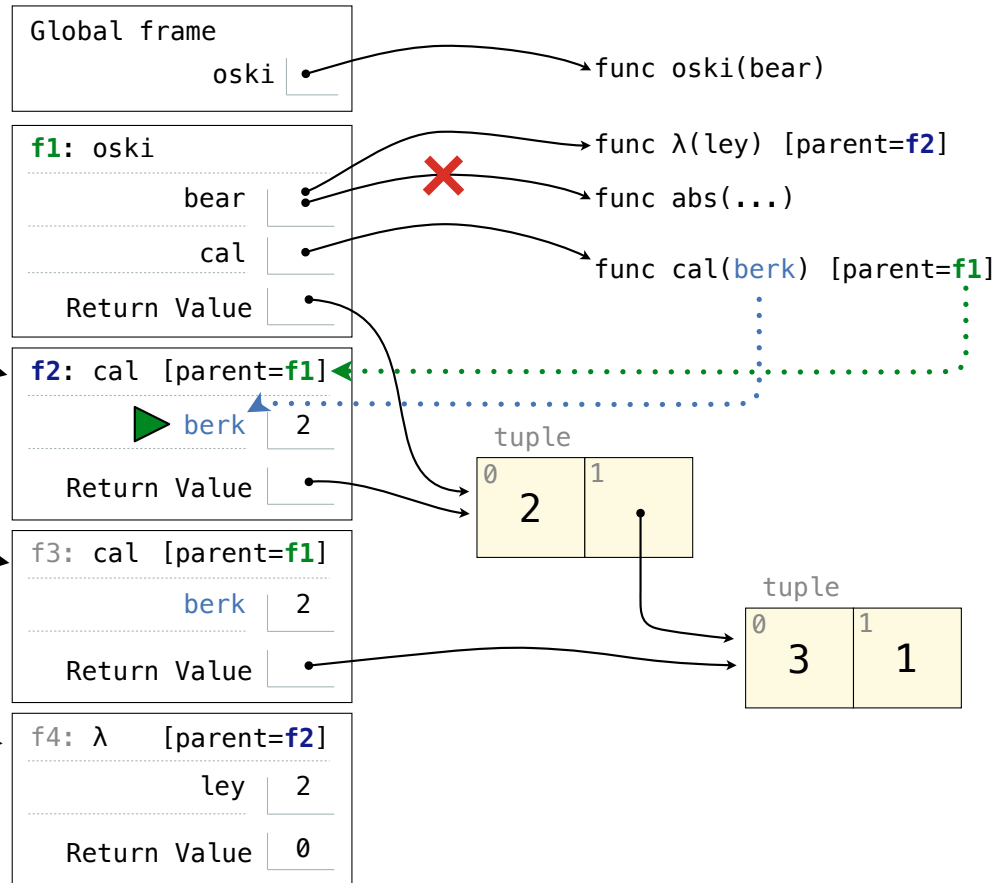 Global frame
oski
func oski(bear)
f1: oski
func λ(ley) [parent=f2]
bear
func abs(...)
cal
func cal(berk) [parent=f1]
Return Value
f2: cal [parent=f1]
berk 2
tuple
Return Value
0 1
2
f3: cal [parent=f1]
berk 2
tuple
Return Value
0 1
3 1
f4: λ [parent=f2]
ley 2
Return Value 0